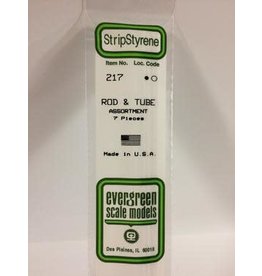 StripStyrene
Item No. Loc. Code
217
ROD & TUBE
ASSORTMENT
7 Pieces
Made in U.S.A.
evergreen
scale models
Des Plaines, IL 60018